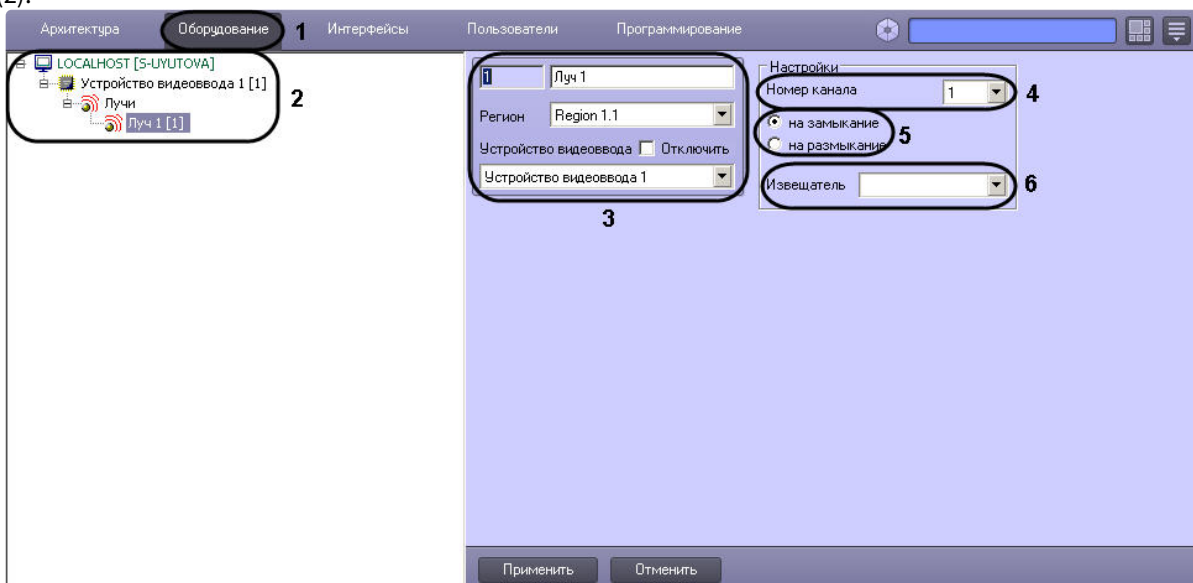 (2).
Архитектура Оборудование 1 Интерфейсы Пользователи Программирование
LOCALHOST [S-UYUTOVA]
Устройство видеоввода 1 [1]
Лучи
Луч 1 [1]
2
1 Луч 1
Регион Region 1.1
Устройство видеоввода Отключить
Устройство видеоввода 1
3
Настройки
Номер канала 1 4
на замыкание
на размыкание
5
Извещатель 6
Применить Отменить